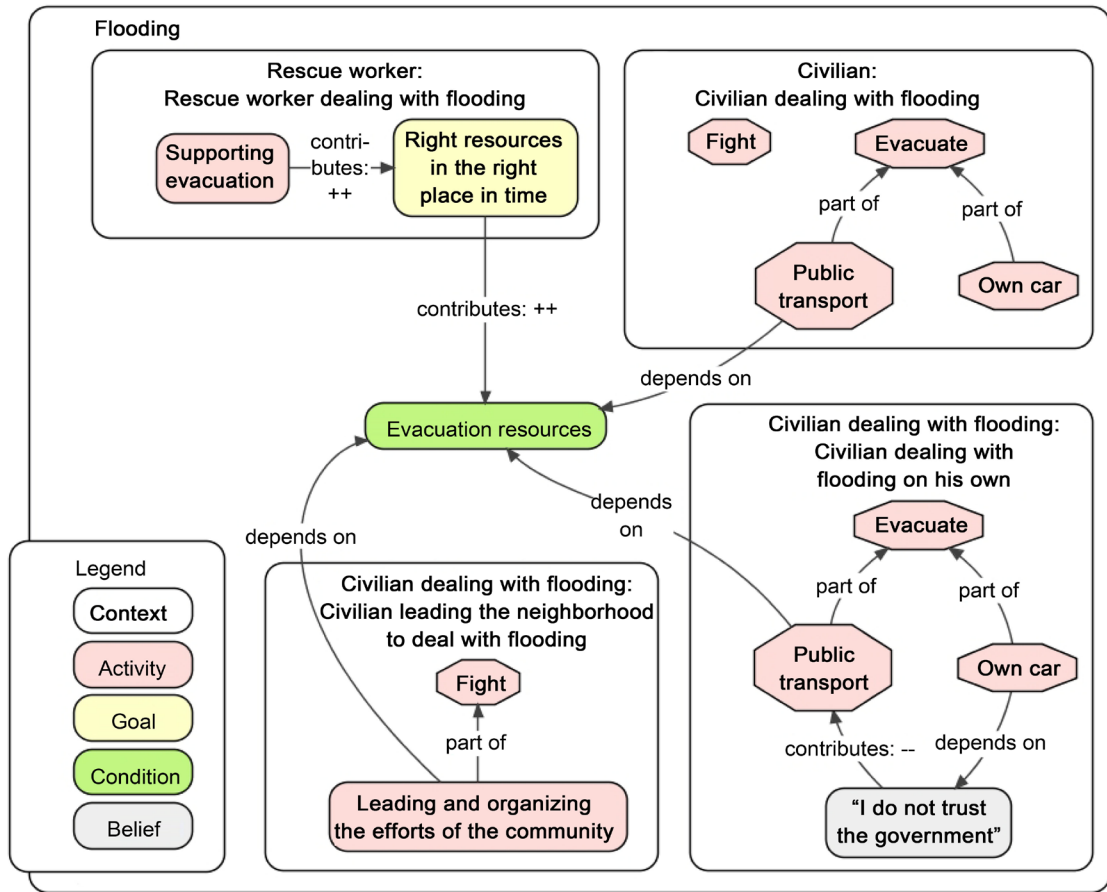 Flooding
Rescue worker:
Rescue worker dealing with flooding
Supporting
evacuation
contri-
butes:
++
Right resources
in the right
place in time
contributes: ++
Civilian:
Civilian dealing with flooding
Fight
Evacuate
part of
part of
Public
transport
Own car
depends on
Evacuation resources
depends
on
depends on
Civilian dealing with flooding:
Civilian dealing with
flooding on his own
Evacuate
part of
part of
Public
transport
Own car
contributes: --
depends on
“I do not trust
the government”
Civilian dealing with flooding:
Civilian leading the neighborhood
to deal with flooding
Fight
part of
Leading and organizing
the efforts of the community
Legend
Context
Activity
Goal
Condition
Belief